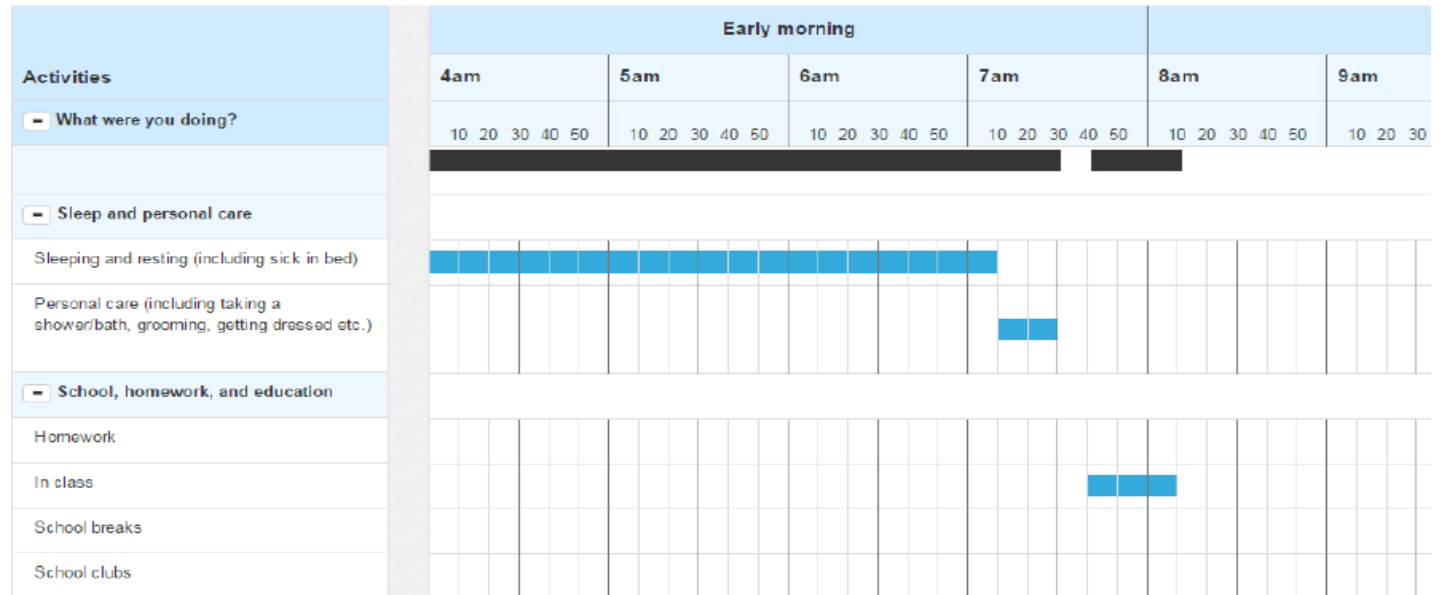 Early morning
Activities
4am 5am 6am 7am 8am 9am
- What were you doing?
10 20 30 40 50 10 20 30 40 50 10 20 30 40 50 10 20 30 40 50 10 20 30 40 50 10 20 30
- Sleep and personal care
Sleeping and resting (including sick in bed)
Personal care (including taking a
shower/bath, grooming, getting dressed etc.)
- School, homework, and education
Homework
In class
School breaks
School clubs